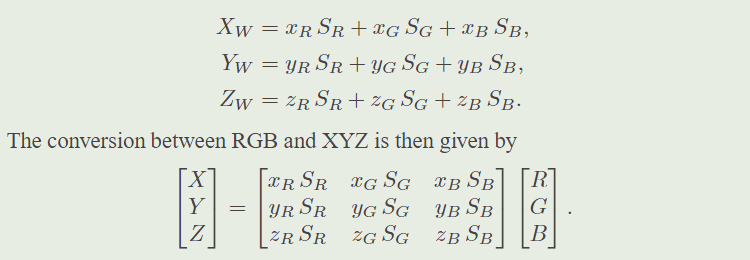 X_W = x_R S_R + x_G S_G + x_B S_B,
Y_W = y_R S_R + y_G S_G + y_B S_B,
Z_W = z_R S_R + z_G S_G + z_B S_B.
The conversion between RGB and XYZ is then given by
[X] [x_R S_R x_G S_G x_B S_B] [R]
[Y] = [y_R S_R y_G S_G y_B S_B] [G] .
[Z] [z_R S_R z_G S_G z_B S_B] [B]